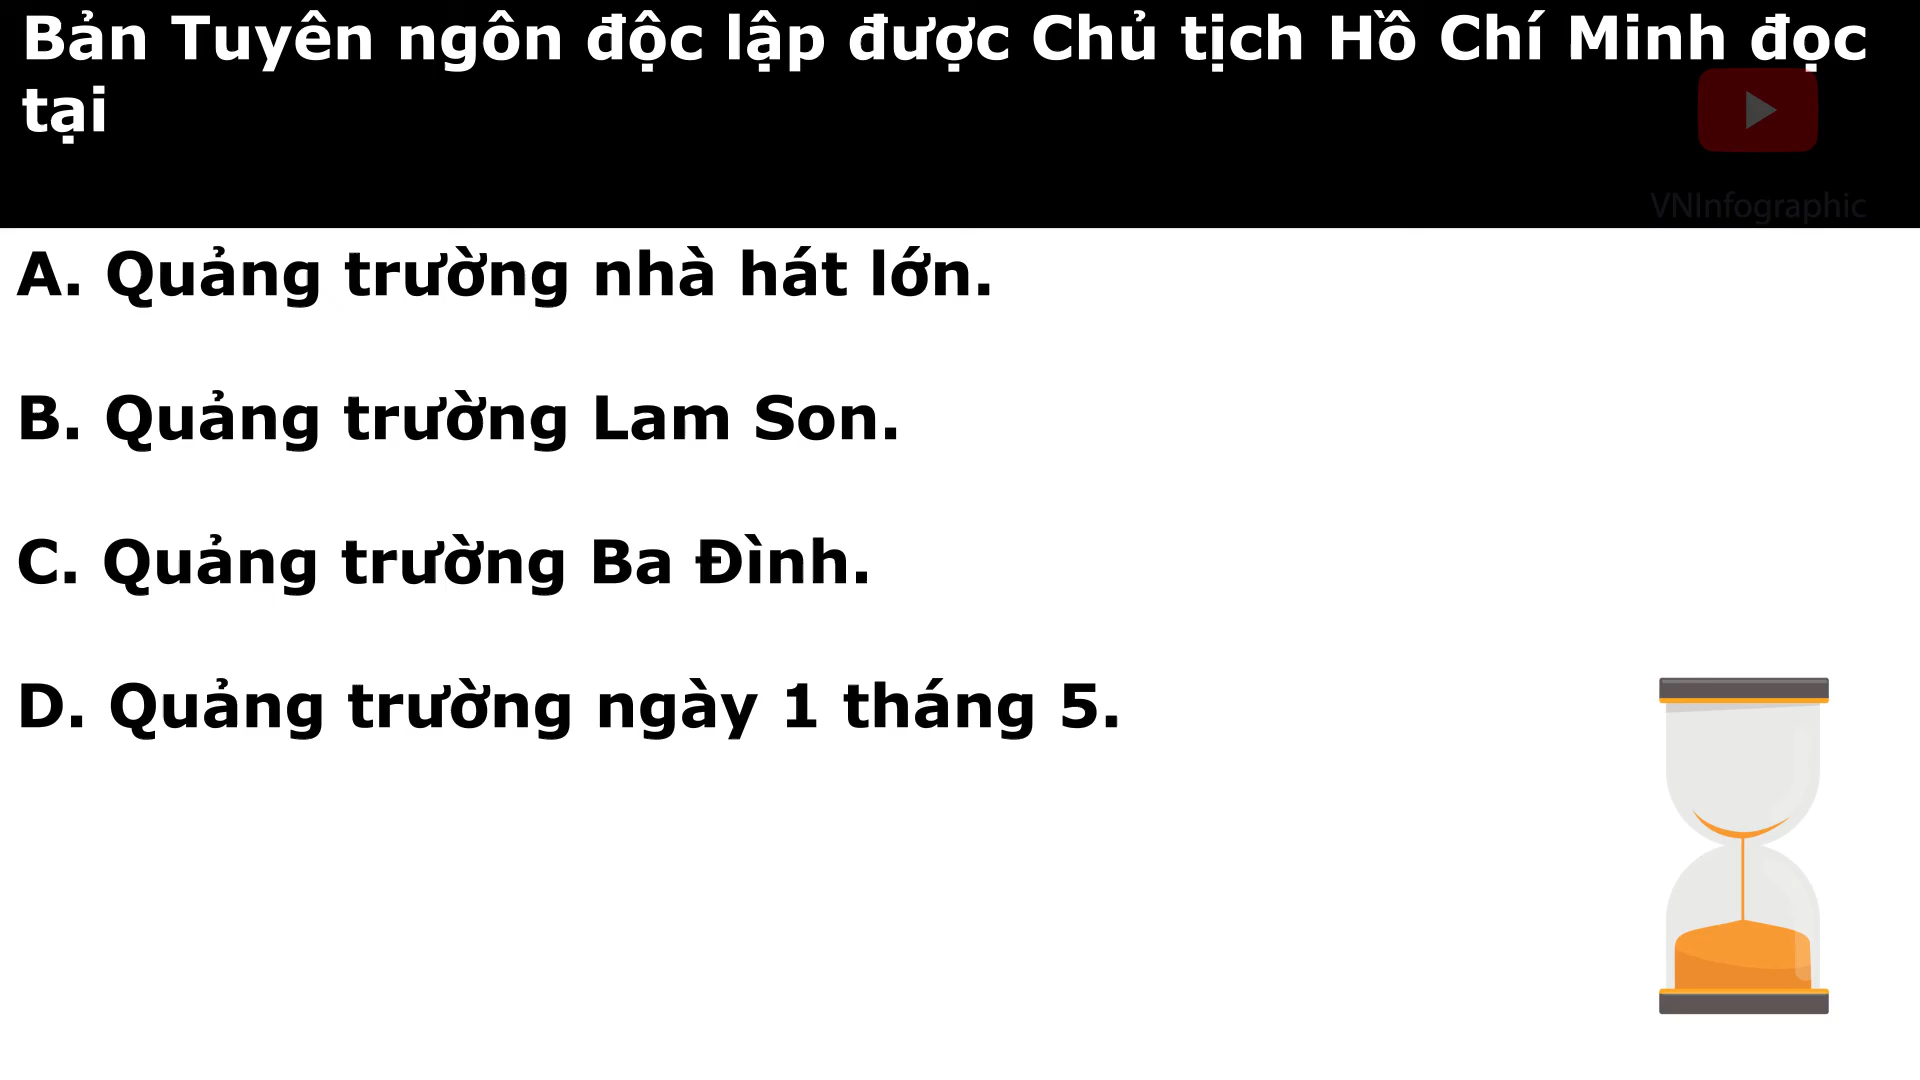 Bản Tuyên ngôn độc lập được Chủ tịch Hồ Chí Minh đọc
tại
VNInfographic
A. Quảng trường nhà hát lớn.
B. Quảng trường Lam Son.
C. Quảng trường Ba Đình.
D. Quảng trường ngày 1 tháng 5.